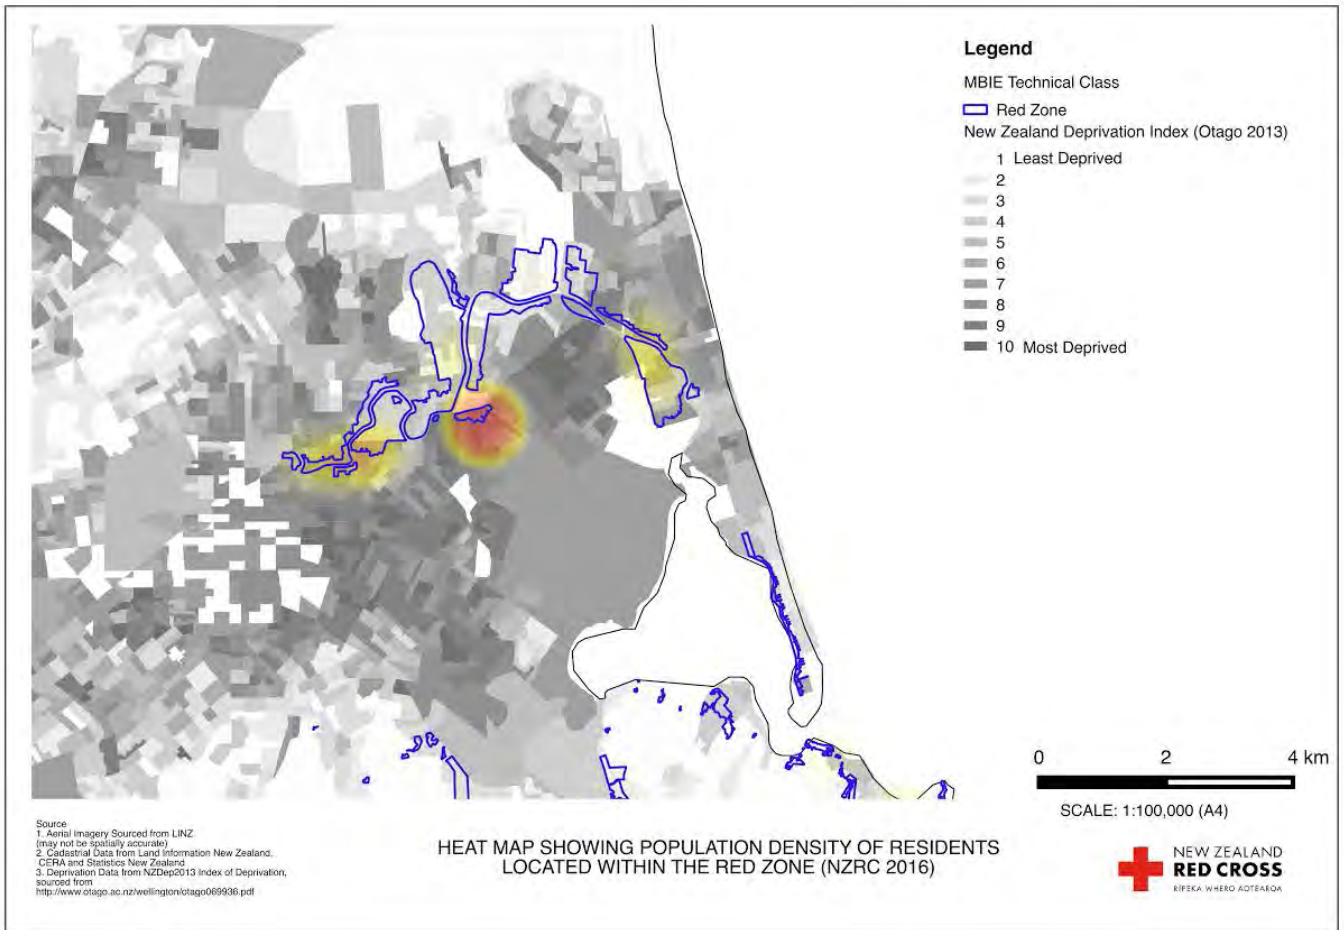 Legend
MBIE Technical Class
Red Zone
New Zealand Deprivation Index (Otago 2013)
1 Least Deprived
2
3
4
5
6
7
8
9
10 Most Deprived
0 2 4 km
SCALE: 1:100,000 (A4)
Source
1. Aerial Imagery Sourced from LINZ
(may not be spatially accurate)
2. Cadastral Data from Land Information New Zealand,
CERA and Statistics New Zealand
3. Deprivation Data from NZDep2013 Index of Deprivation,
sourced from
http://www.otago.ac.nz/wellington/otago069936.pdf
HEAT MAP SHOWING POPULATION DENSITY OF RESIDENTS
LOCATED WITHIN THE RED ZONE (NZRC 2016)
NEW ZEALAND
RED CROSS
RĪPEKA WHERO AOTEAROA